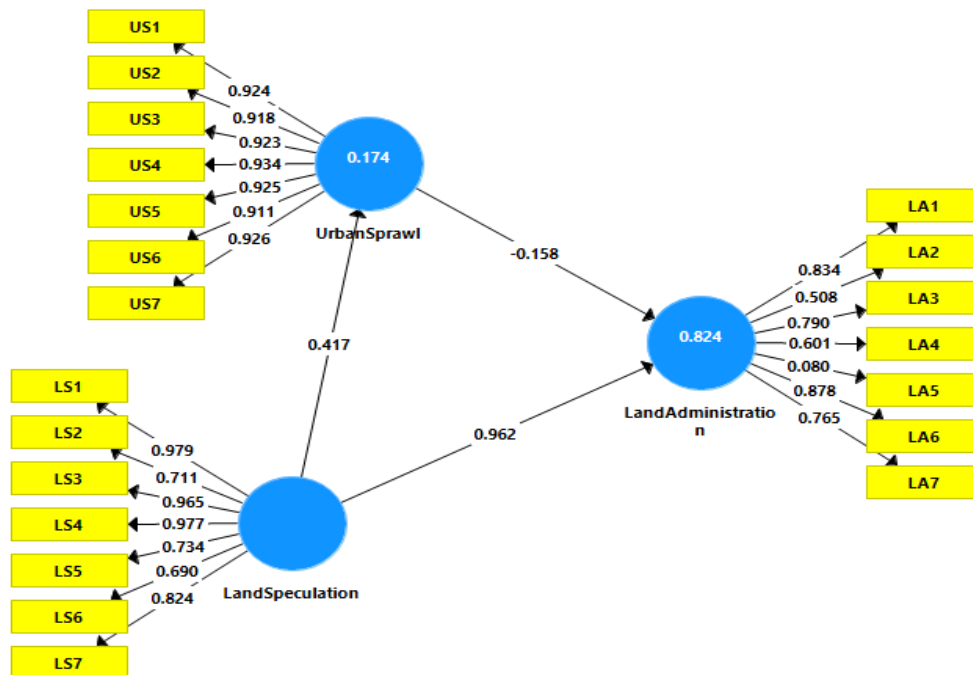 US1
US2
US3
US4
US5
US6
US7
0.924
0.918
0.923
0.934
0.925
0.911
0.926
0.174
UrbanSprawl
-0.158
0.417
0.962
LA1
LA2
LA3
LA4
LA5
LA6
LA7
0.834
0.508
0.790
0.601
0.080
0.878
0.765
0.824
LandAdministratio
n
LS1
LS2
LS3
LS4
LS5
LS6
LS7
0.979
0.711
0.965
0.977
0.734
0.690
0.824
LandSpeculation